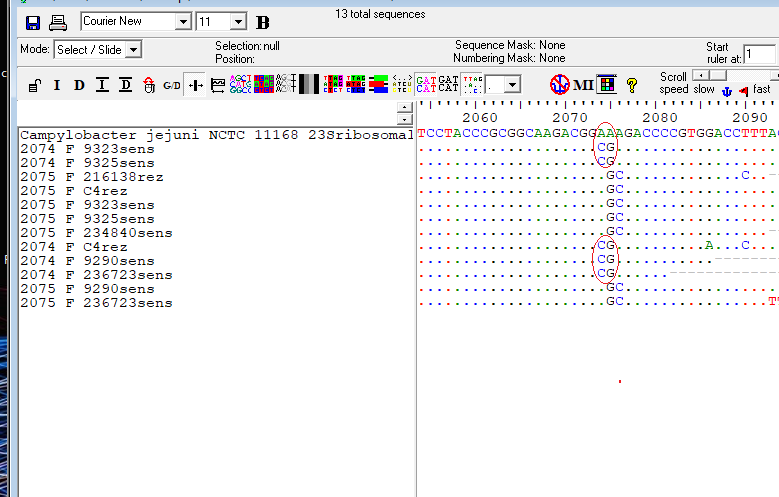 13 total sequences
Courier New 11 B
Mode: Select / Slide Selection: null Sequence Mask: None Start
Position: Numbering Mask: None ruler at: 1
I D I D G/D MI ? Scroll
speed slow fast
2060 2070 2080 2090
Campylobacter jejuni NCTC 11168 23Sribosomal TCCTACCCGCGGCAAGACGGAAAGACCCCGTGGACCTTTA
2074 F 9323sens CG
2074 F 9325sens CG
2075 F 216138rez GC C
2075 F C4rez GC
2075 F 9323sens GC
2075 F 9325sens GC
2075 F 234840sens GC
2074 F C4rez CG A C
2074 F 9290sens CG
2074 F 236723sens CG
2075 F 9290sens GC
2075 F 236723sens GC T